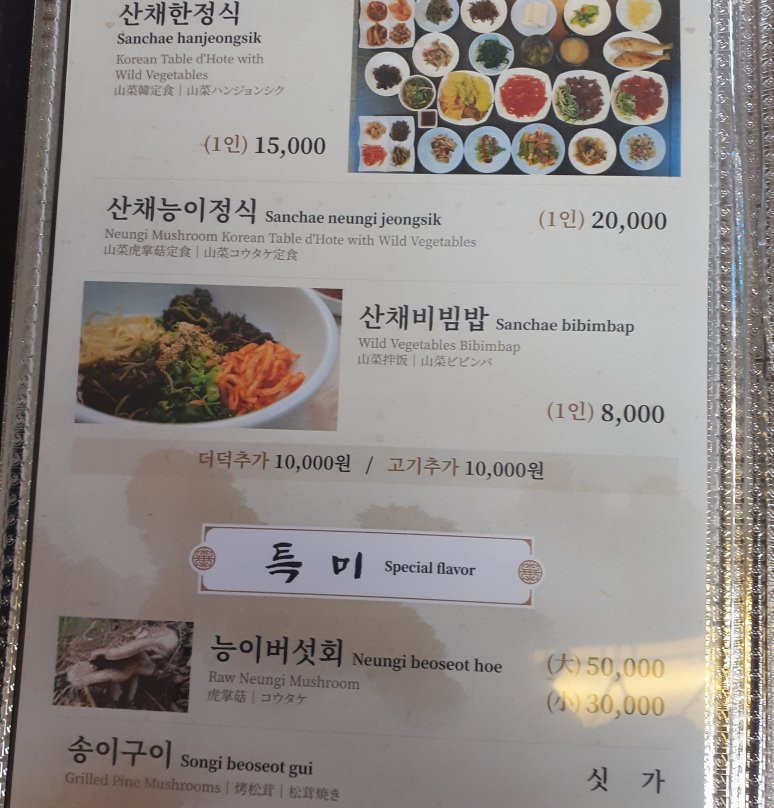 산채한정식
Sanchae hanjeongsik
Korean Table d'Hote with
Wild Vegetables
山菜韓定食 | 山菜ハンジョンシク
(1인) 15,000
산채능이정식 Sanchae neungi jeongsik (1인) 20,000
Neungi Mushroom Korean Table d'Hote with Wild Vegetables
山菜虎掌菇定食 | 山菜コウタケ定食
산채비빔밥 Sanchae bibimbap
Wild Vegetables Bibimbap
山菜拌饭 | 山菜ビビンバ
(1인) 8,000
더덕추가 10,000원 / 고기추가 10,000원
특미 Special flavor
능이버섯회 Neungi beoseot hoe (大) 50,000
Raw Neungi Mushroom
虎掌菇 | コウタケ
(小) 30,000
송이구이 Songi beoseot gui
Grilled Pine Mushrooms | 烤松茸 | 松茸焼き
싯 가